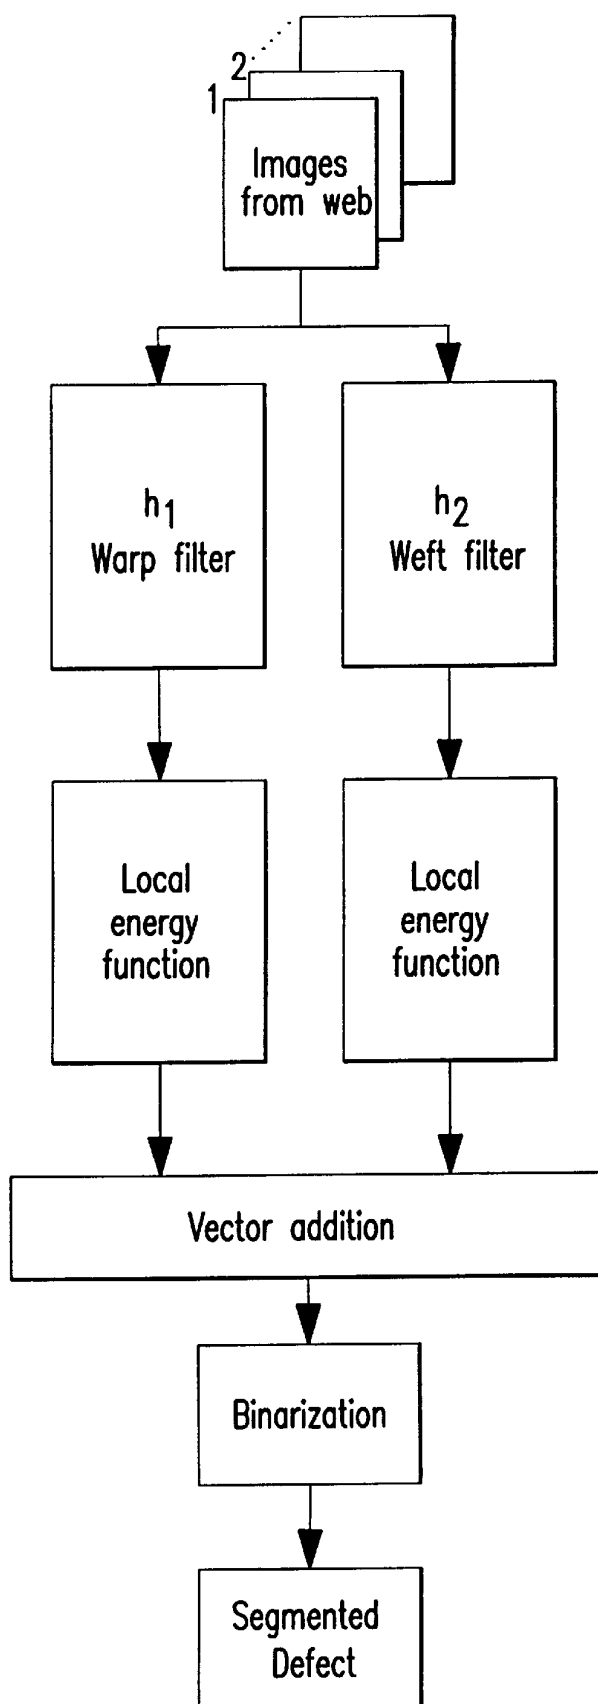 2
1
Images
from web
h1
Warp filter
h2
Weft filter
Local
energy
function
Local
energy
function
Vector addition
Binarization
Segmented
Defect